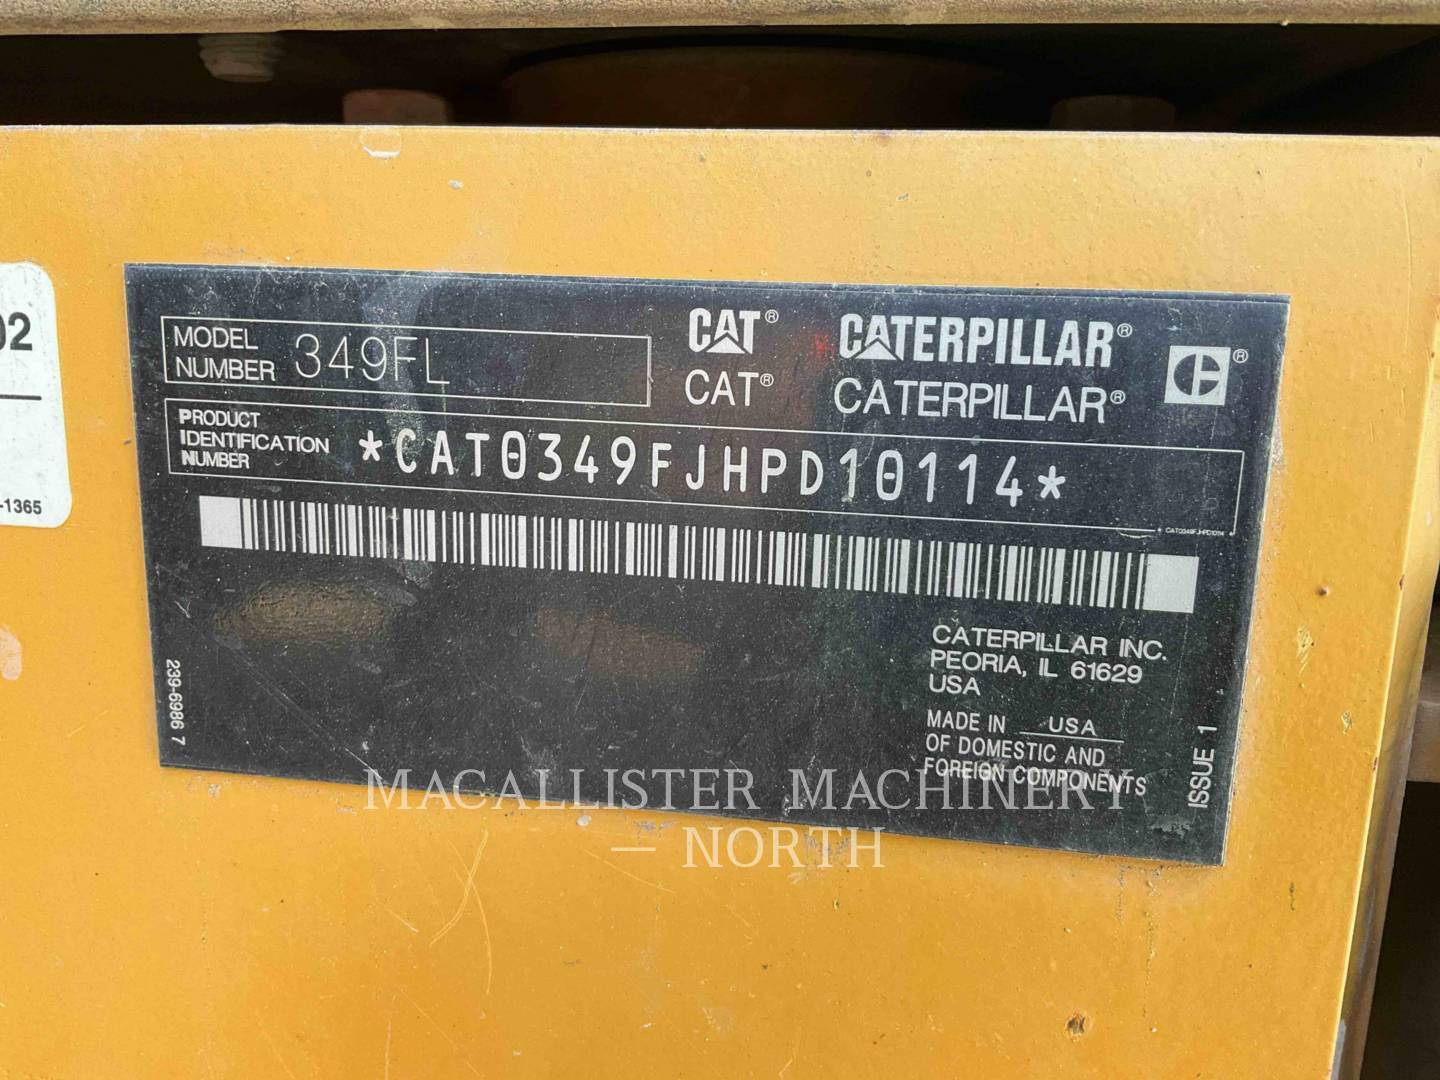 02
-1365
MODEL NUMBER 349FL
CAT® CATERPILLAR®
CAT® CATERPILLAR®
PRODUCT IDENTIFICATION NUMBER *CAT0349FJHPD10114*
* CAT0349FJHPD10114 *
CATERPILLAR INC.
PEORIA, IL 61629
USA
MADE IN USA
OF DOMESTIC AND
FOREIGN COMPONENTS
239-6986 7
ISSUE 1
MACALLISTER MACHINERY
— NORTH